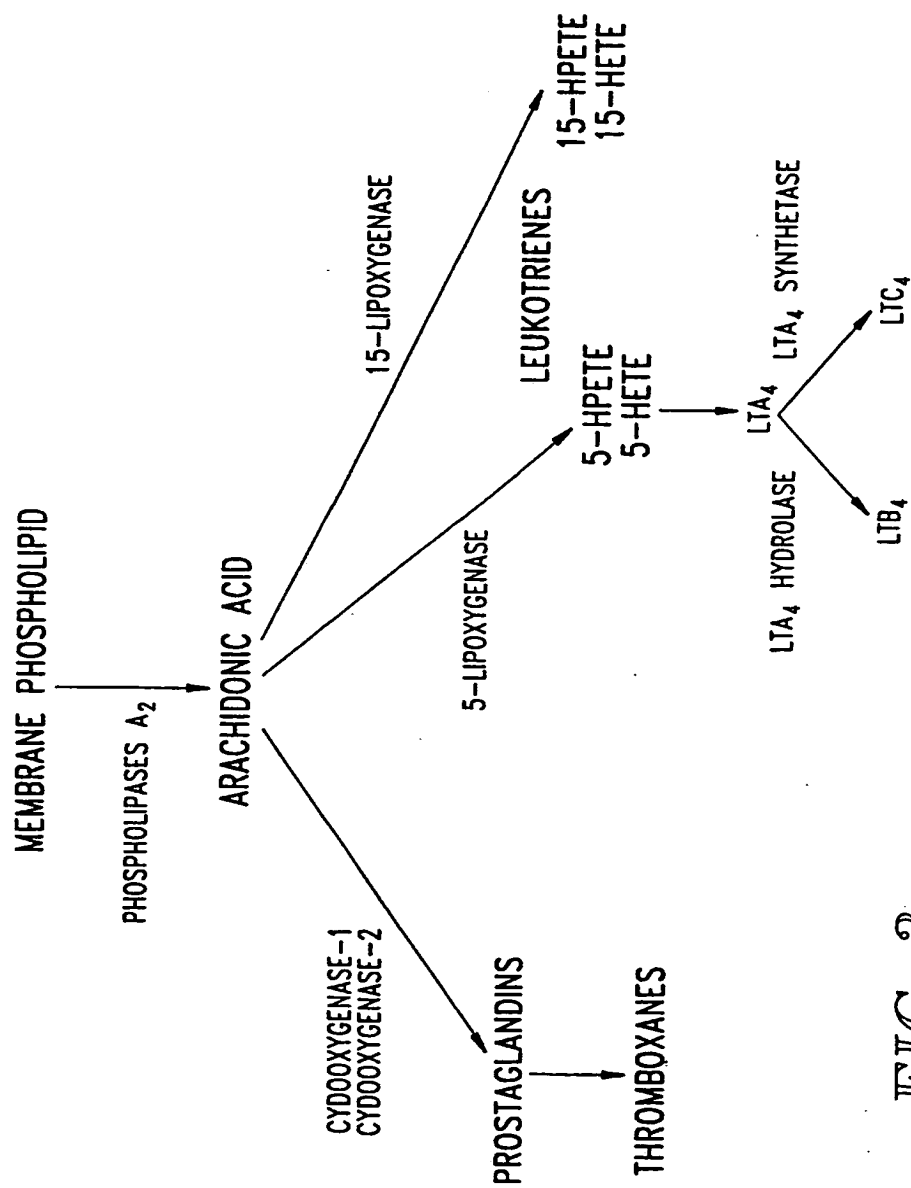 MEMBRANE PHOSPHOLIPID
PHOSPHOLIPASES A₂
ARACHIDONIC ACID
CYDOOXYGENASE-1
CYDOOXYGENASE-2
15-LIPOXYGENASE
5-LIPOXYGENASE
PROSTAGLANDINS
THROMBOXANES
LEUKOTRIENES
5-HPETE
5-HETE
15-HPETE
15-HETE
LTA₄
LTA₄ HYDROLASE
LTA₄ SYNTHETASE
LTB₄
LTC₄
FIG.